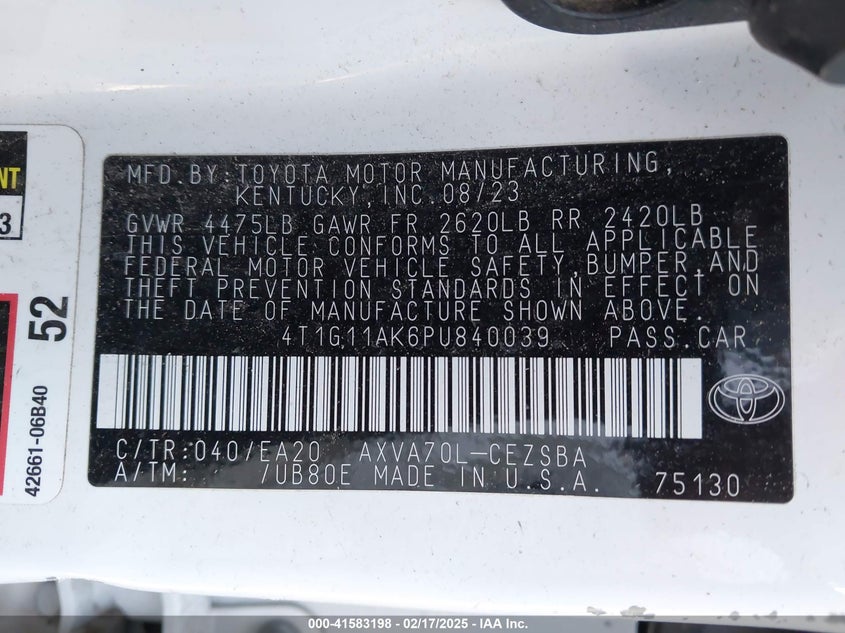 NT
3
52
42661-06B40
MFD.BY:TOYOTA MOTOR MANUFACTURING,
KENTUCKY,INC.08/23
GVWR 4475LB GAWR FR 2620LB RR 2420LB
THIS VEHICLE CONFORMS TO ALL APPLICABLE
FEDERAL MOTOR VEHICLE SAFETY,BUMPER,AND
THEFT PREVENTION STANDARDS IN EFFECT ON
THE DATE OF MANUFACTURE SHOWN ABOVE.
4T1G11AK6PU840039 PASS.CAR
C/TR:040/EA20 AXVA70L-CEZSBA
A/TM: /UB80E MADE IN U.S.A. 75130
000-41583198 - 02/17/2025 - IAA Inc.